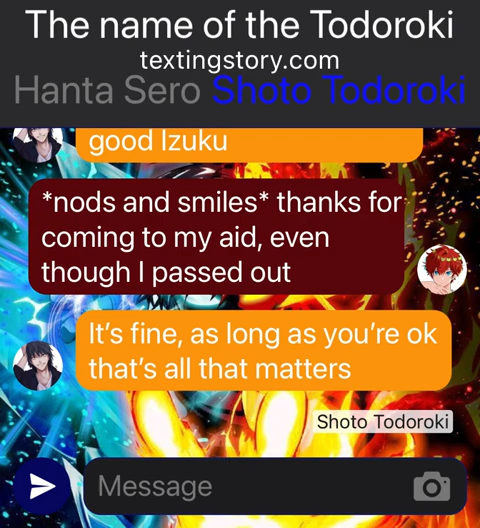 The name of the Todoroki
textingstory.com
Hanta Sero Shoto Todoroki
good Izuku
*nods and smiles* thanks for
coming to my aid, even
though I passed out
It’s fine, as long as you’re ok
that’s all that matters
Shoto Todoroki
Message